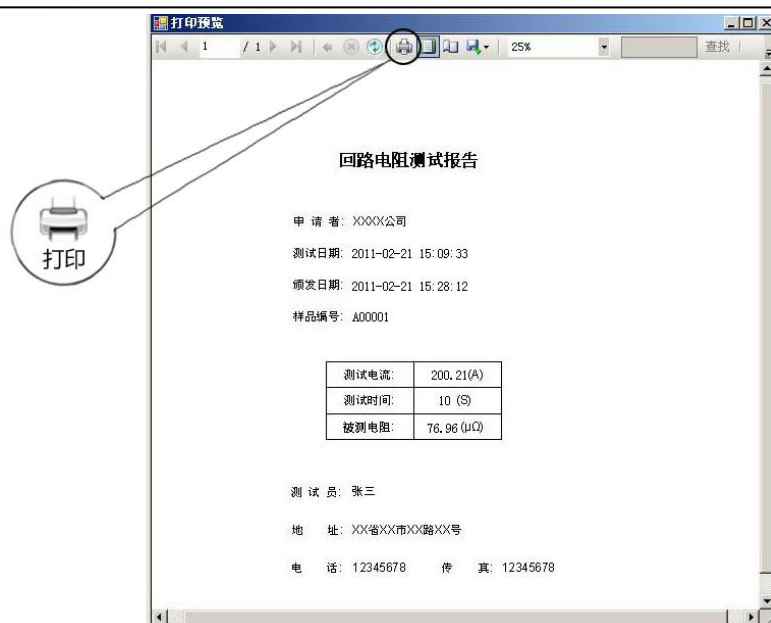 打印预览
1 / 1 25% 查找
回路电阻测试报告
申 请 者: XXXX公司
打印
测试日期: 2011-02-21 15:09:33
颁发日期: 2011-02-21 15:28:12
样品编号: A00001
测试电流: 200.21(A)
测试时间: 10 (S)
被测电阻: 76.96(μΩ)
测 试 员: 张三
地 址: XX省XX市XX路XX号
电 话: 12345678 传 真: 12345678